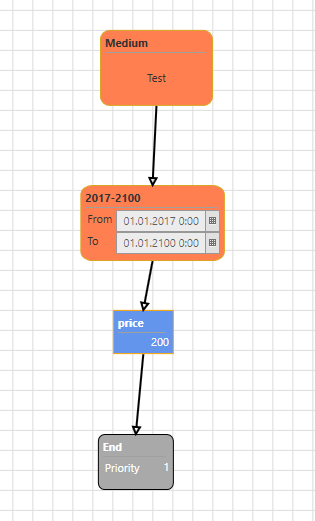 Medium
Test
2017-2100
From 01.01.2017 0:00
To 01.01.2100 0:00
price
200
End
Priority 1